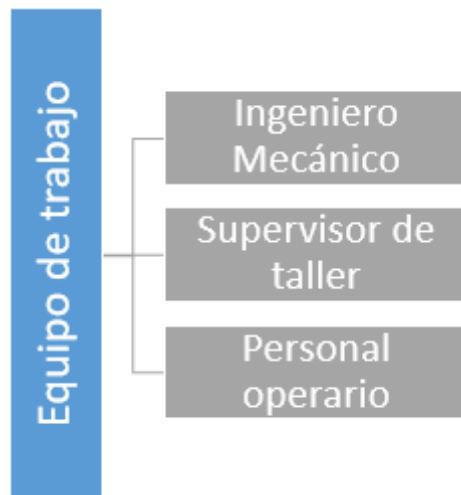 Equipo de trabajo
Ingeniero
Mecánico
Supervisor de
taller
Personal
operario